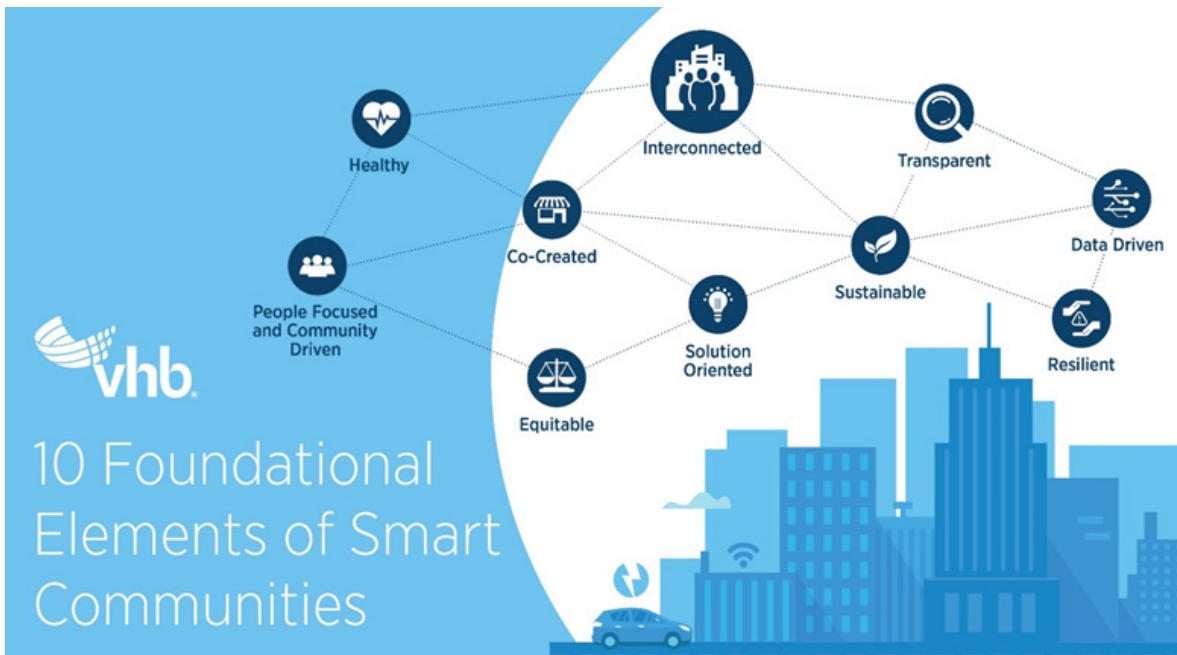 Interconnected
Healthy
Transparent
Co-Created
Data Driven
Sustainable
People Focused
and Community
Driven
Solution
Oriented
Resilient
Equitable
vhb®
10 Foundational
Elements of Smart
Communities